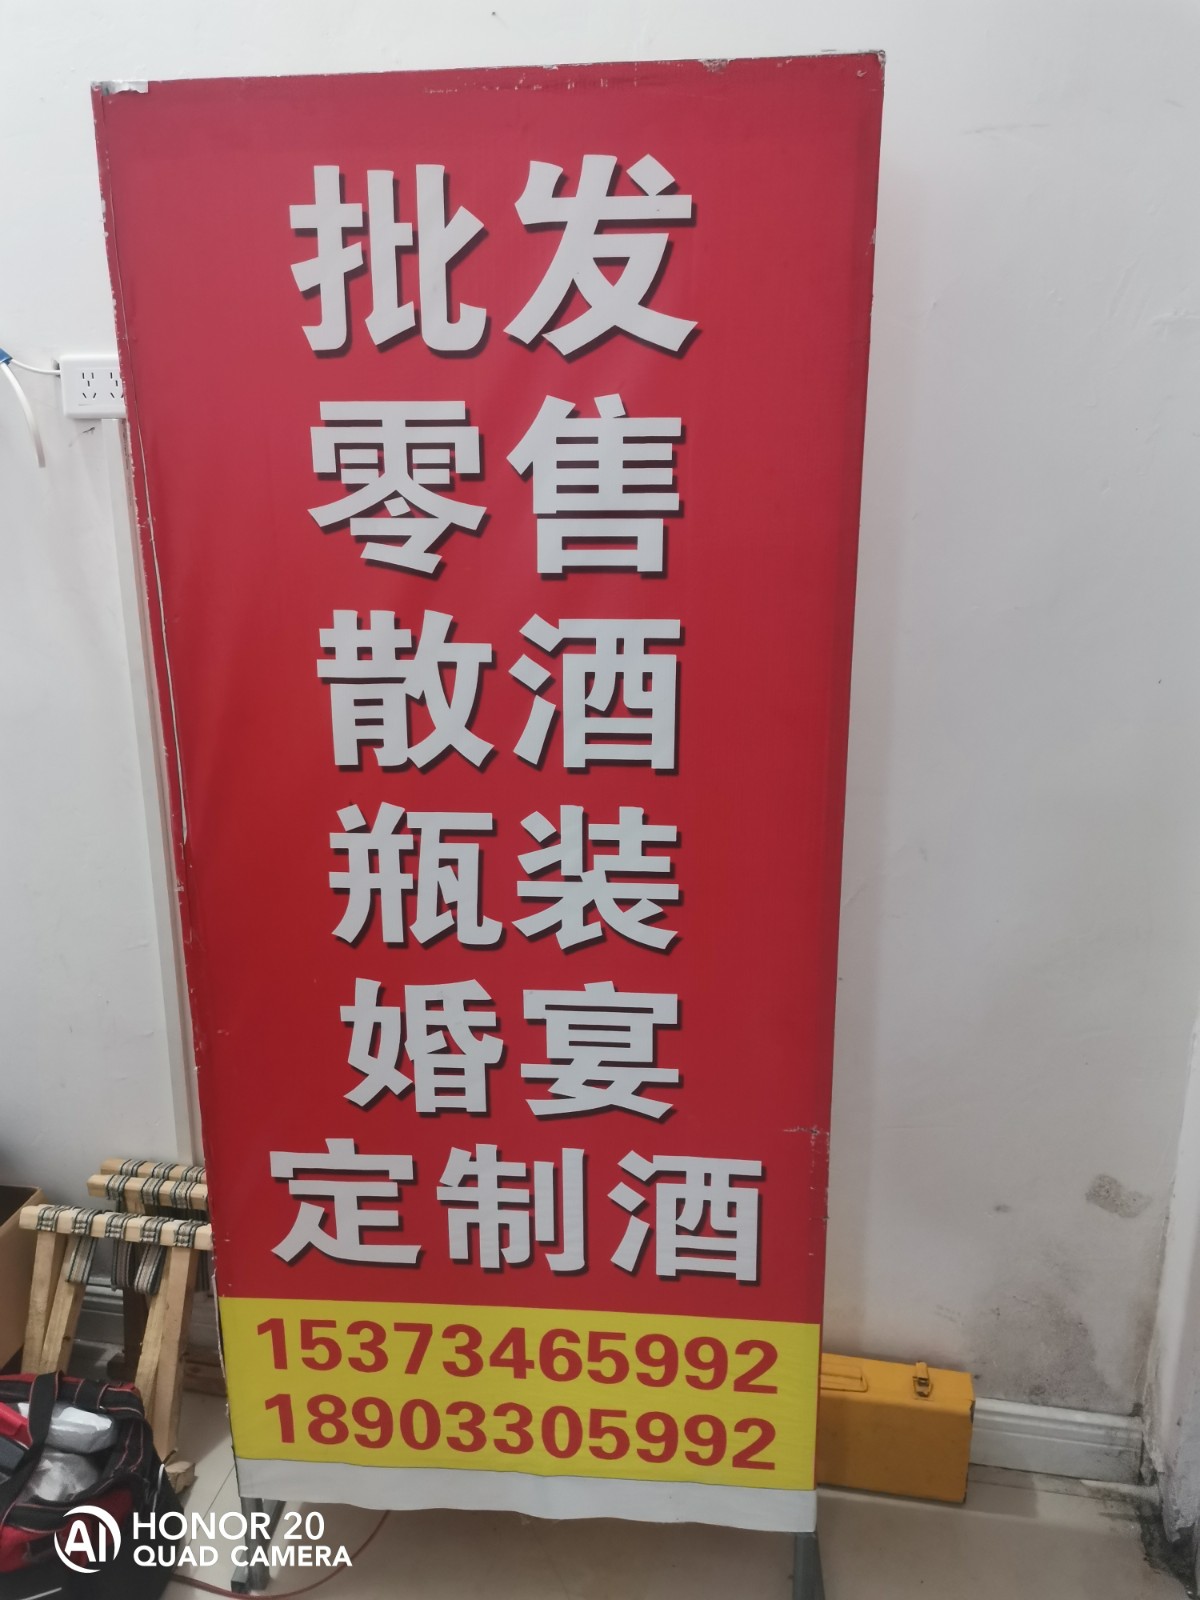 批发
零售
散酒
瓶装
婚宴
定制酒
15373465992
18903305992
AI HONOR 20
QUAD CAMERA